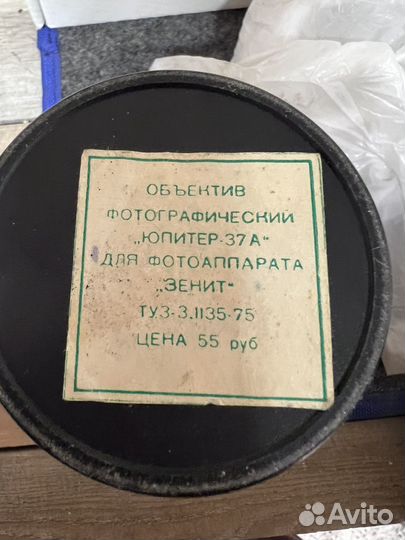 ОБЪЕКТИВ
ФОТОГРАФИЧЕСКИЙ
„ЮПИТЕР-37А"
ДЛЯ ФОТОАППАРАТА
„ЗЕНИТ"
ТУ3-3.1135-75
ЦЕНА 55 руб
Avito